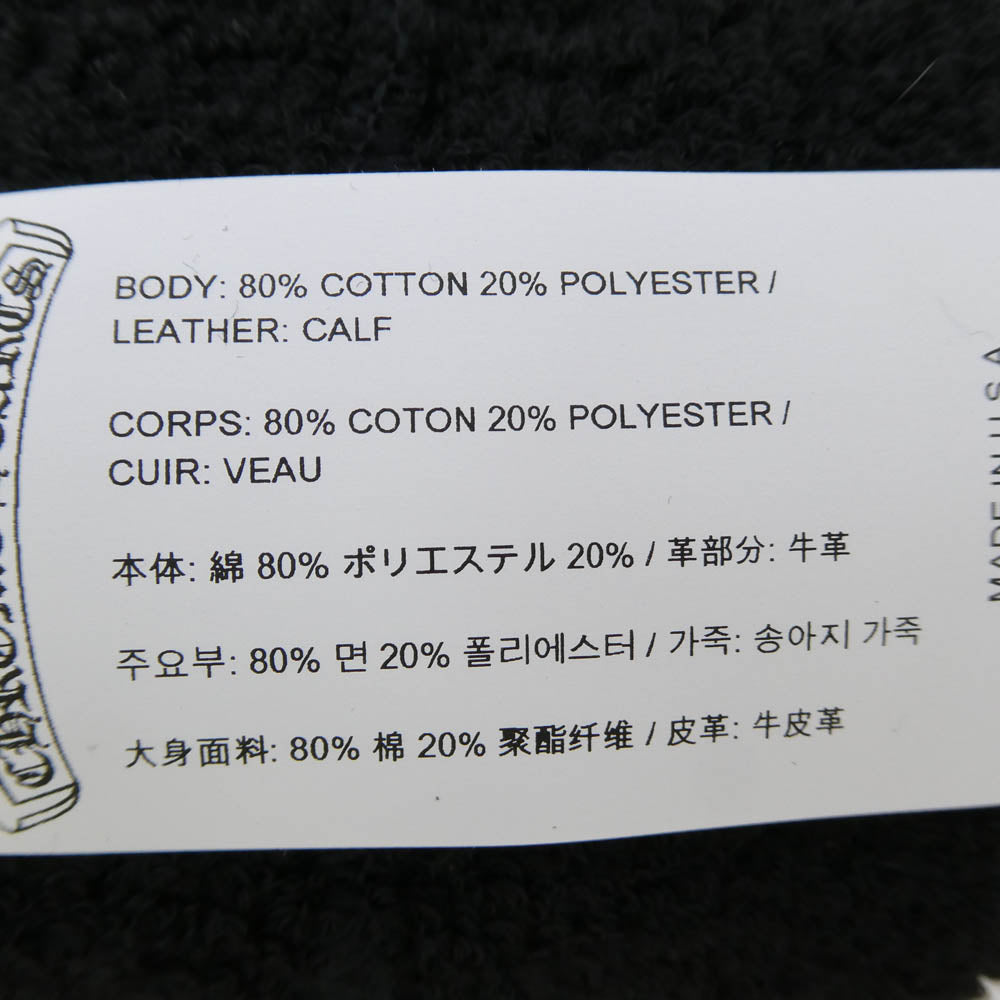 BODY: 80% COTTON 20% POLYESTER /
LEATHER: CALF
CORPS: 80% COTON 20% POLYESTER /
CUIR: VEAU
本体: 綿 80% ポリエステル 20% / 革部分: 牛革
주요부: 80% 면 20% 폴리에스터 / 가죽: 송아지 가죽
大身面料: 80% 棉 20% 聚酯纤维 / 皮革: 牛皮革
MADE IN U.S.A